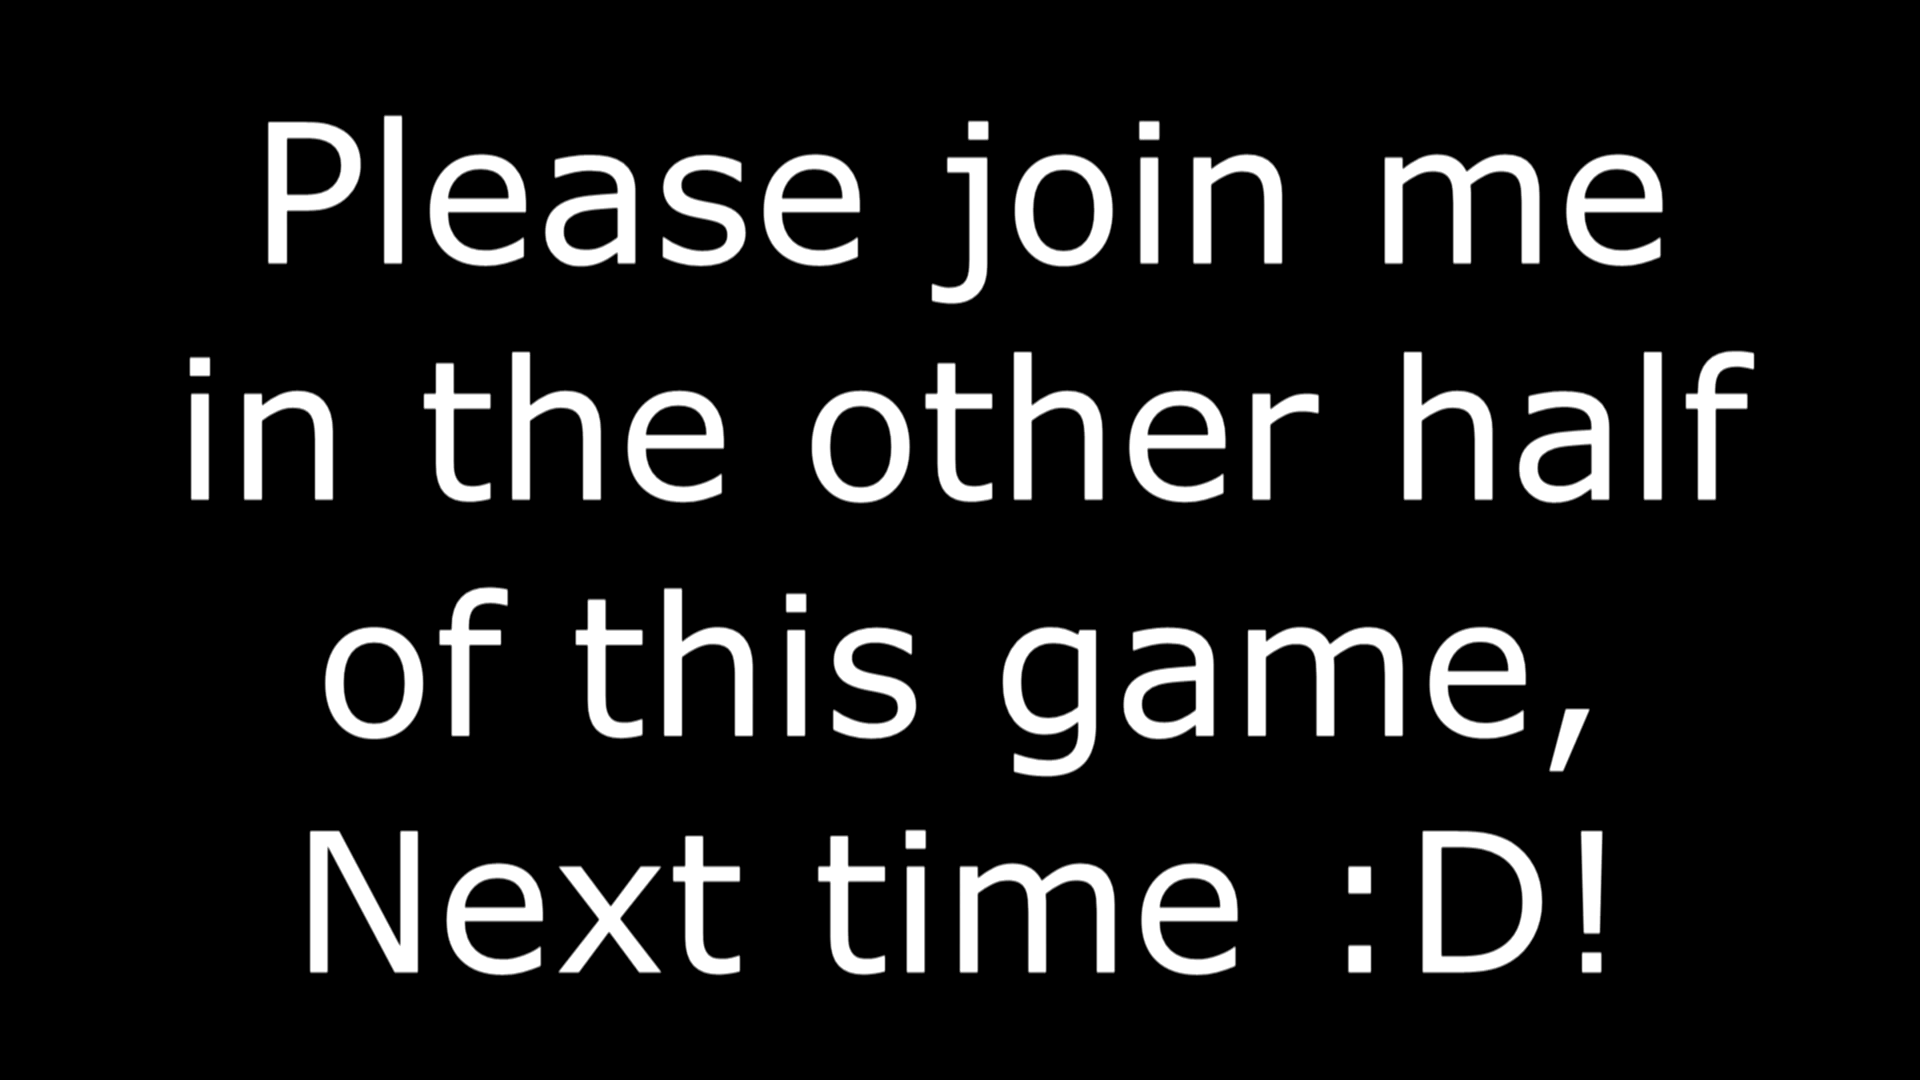 Please join me
in the other half
of this game,
Next time :D!